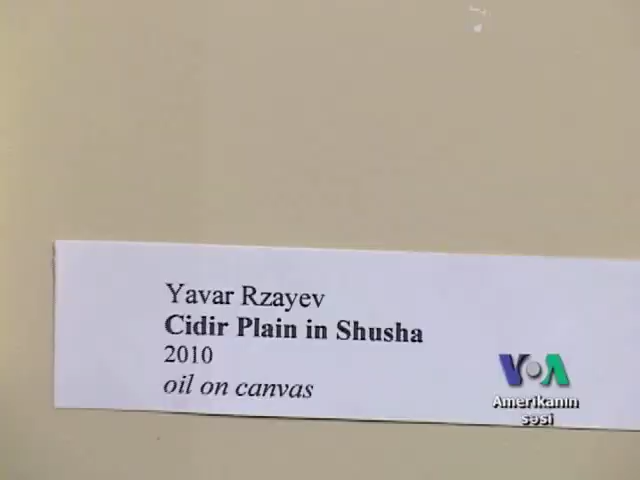 Yavar Rzayev
Cidir Plain in Shusha
2010
oil on canvas
VOA
Amerikanın
səsi